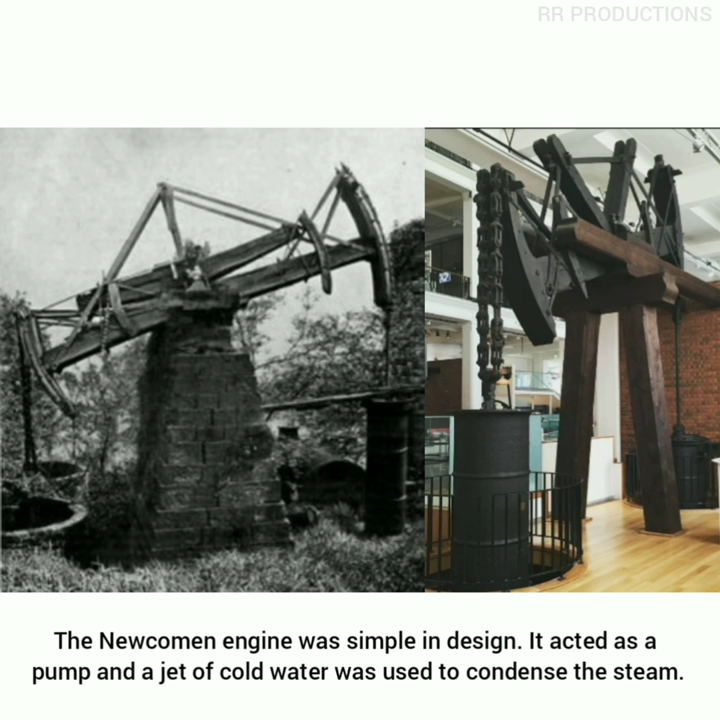 RR PRODUCTIONS
The Newcomen engine was simple in design. It acted as a
pump and a jet of cold water was used to condense the steam.